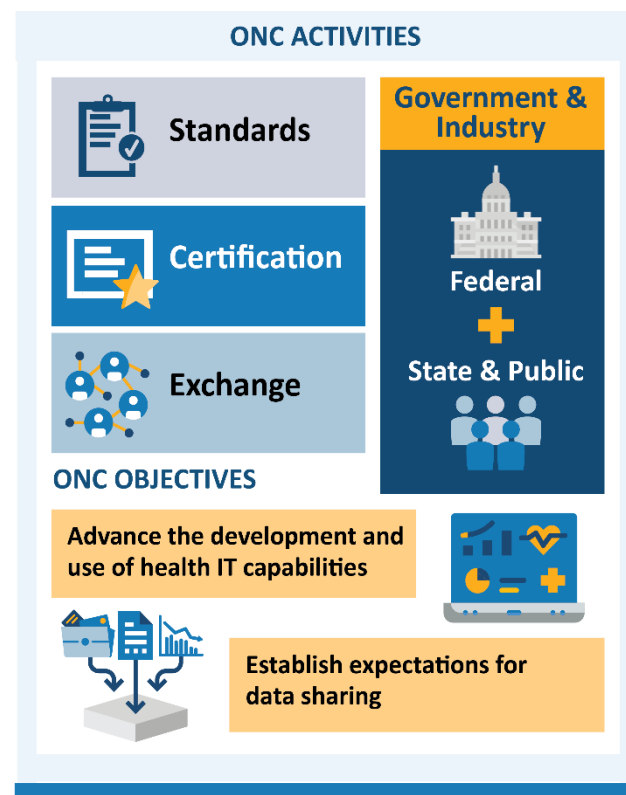 ONC ACTIVITIES
Standards
Certification
Exchange
Government &
Industry
Federal
State & Public
ONC OBJECTIVES
Advance the development and
use of health IT capabilities
Establish expectations for
data sharing